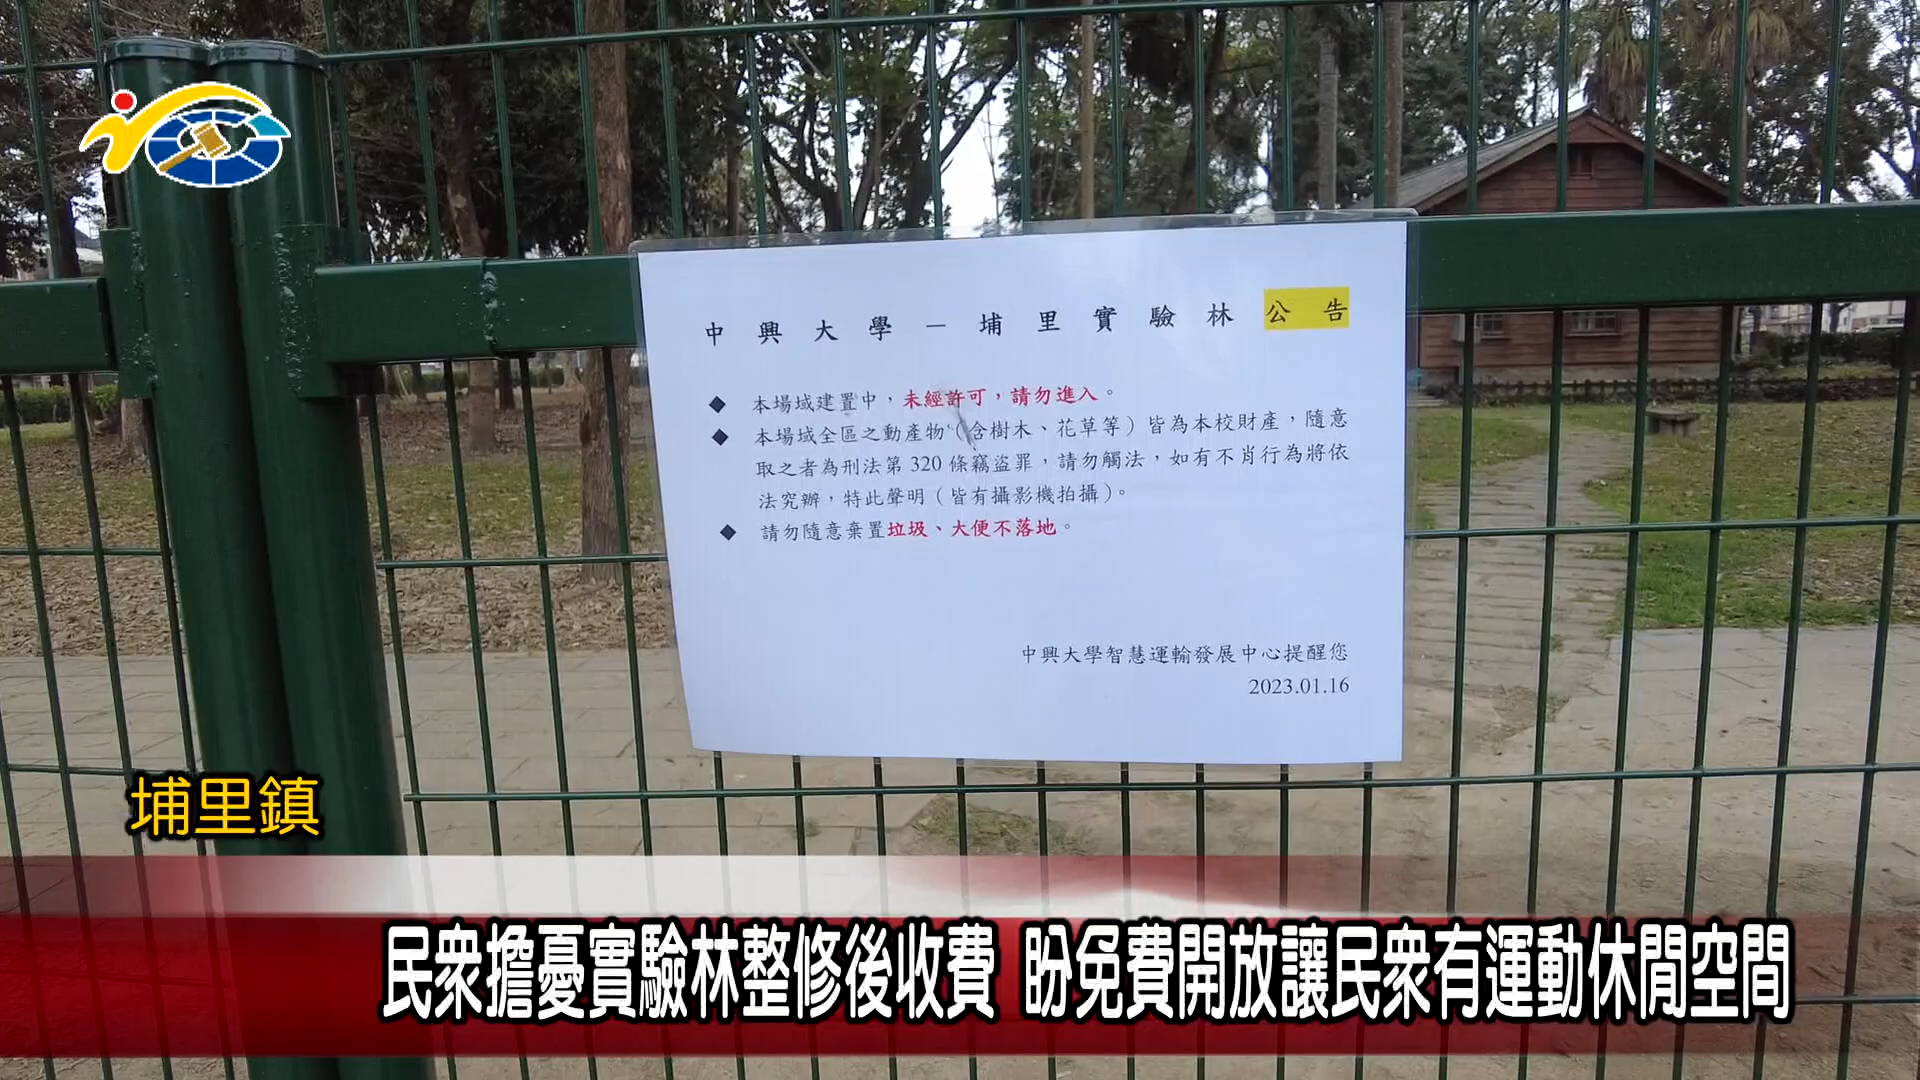 中興大學－埔里實驗林公告
◆ 本場域建置中，未經許可，請勿進入。
◆ 本場域全區之動產物（含樹木、花草等）皆為本校財產，隨意
取之者為刑法第 320 條竊盜罪，請勿觸法，如有不肖行為將依
法究辦，特此聲明（皆有攝影機拍攝）。
◆ 請勿隨意棄置垃圾、大便不落地。
中興大學智慧運輸發展中心提醒您
2023.01.16
埔里鎮
民眾擔憂實驗林整修後收費 盼免費開放讓民眾有運動休閒空間